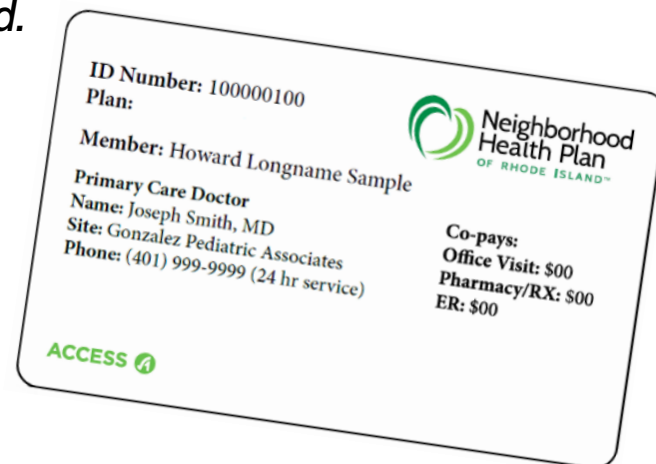 d.
ID Number: 100000100
Plan:
Member: Howard Longname Sample
Primary Care Doctor
Name: Joseph Smith, MD
Site: Gonzalez Pediatric Associates
Phone: (401) 999-9999 (24 hr service)
ACCESS
Neighborhood
Health Plan
OF RHODE ISLAND™
Co-pays:
Office Visit: $00
Pharmacy/RX: $00
ER: $00